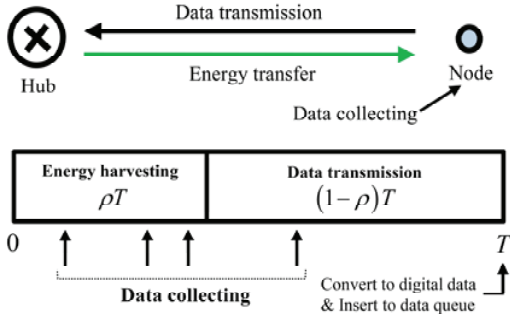 Data transmission
Energy transfer
Hub
Node
Data collecting
Energy harvesting
ρT
Data transmission
(1−ρ)T
0
T
Data collecting
Convert to digital data
& Insert to data queue